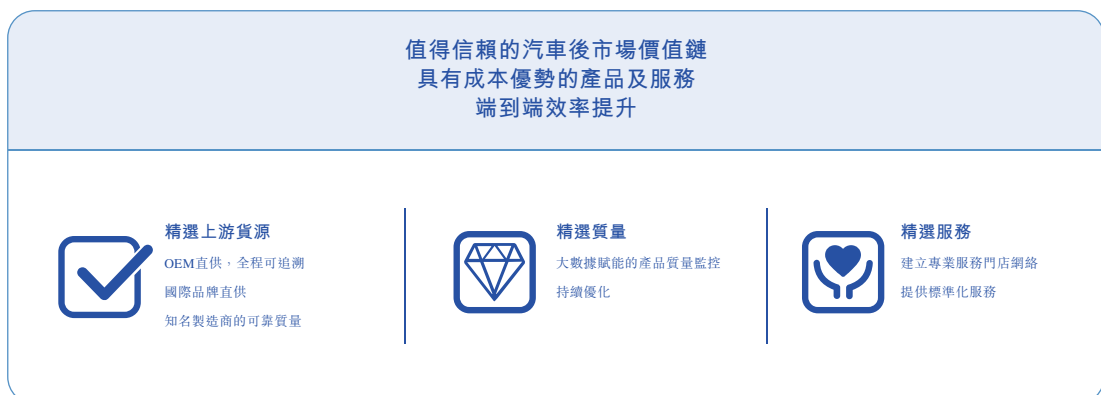 值得信賴的汽車後市場價值鏈
具有成本優勢的產品及服務
端到端效率提升
精選上游貨源
OEM直供，全程可追溯
國際品牌直供
知名製造商的可靠質量
精選質量
大數據賦能的產品質量監控
持續優化
精選服務
建立專業服務門店網絡
提供標準化服務